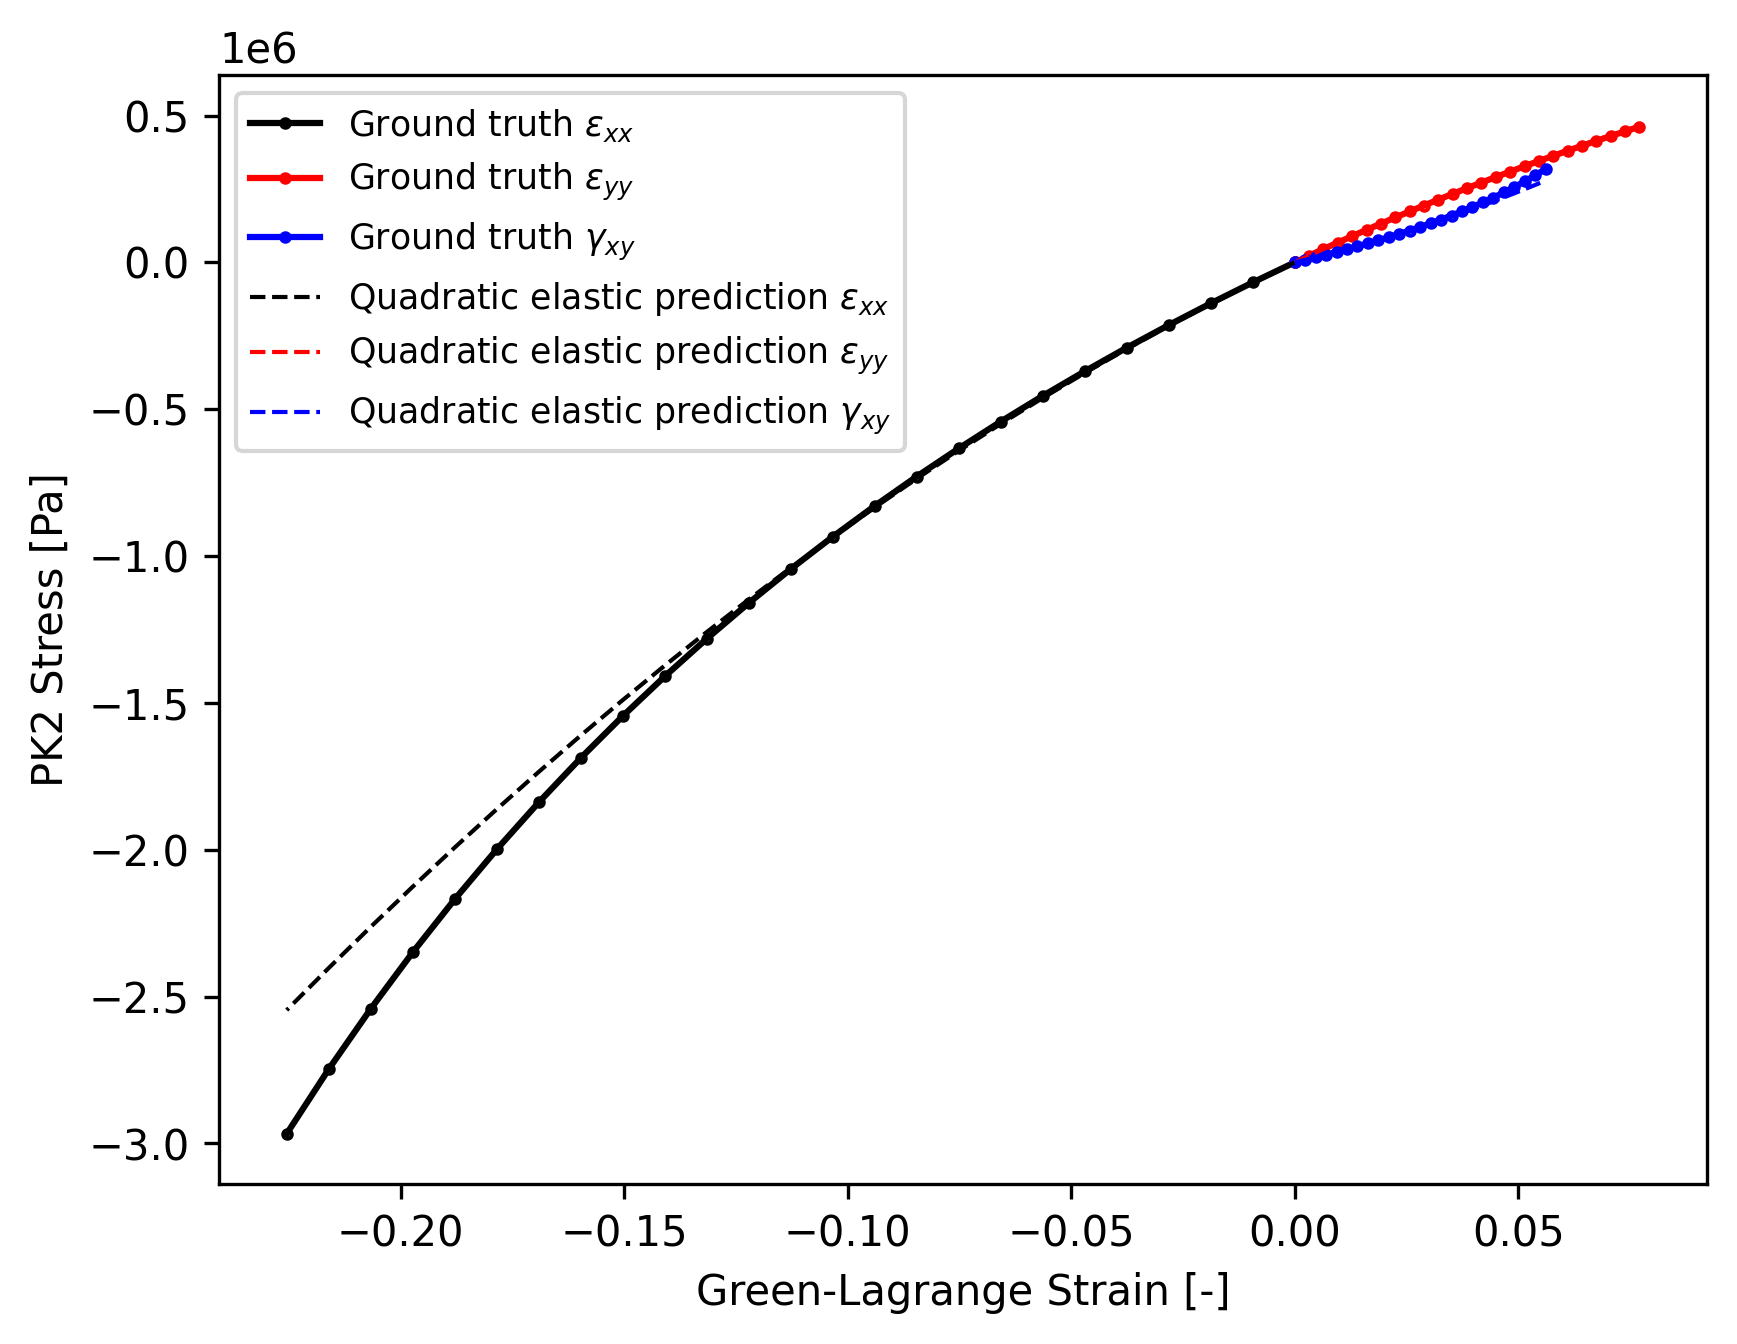 1e6
0.5
0.0
−0.5
−1.0
−1.5
−2.0
−2.5
−3.0
PK2 Stress [Pa]
Ground truth εxx
Ground truth εyy
Ground truth γxy
Quadratic elastic prediction εxx
Quadratic elastic prediction εyy
Quadratic elastic prediction γxy
−0.20 −0.15 −0.10 −0.05 0.00 0.05
Green-Lagrange Strain [-]